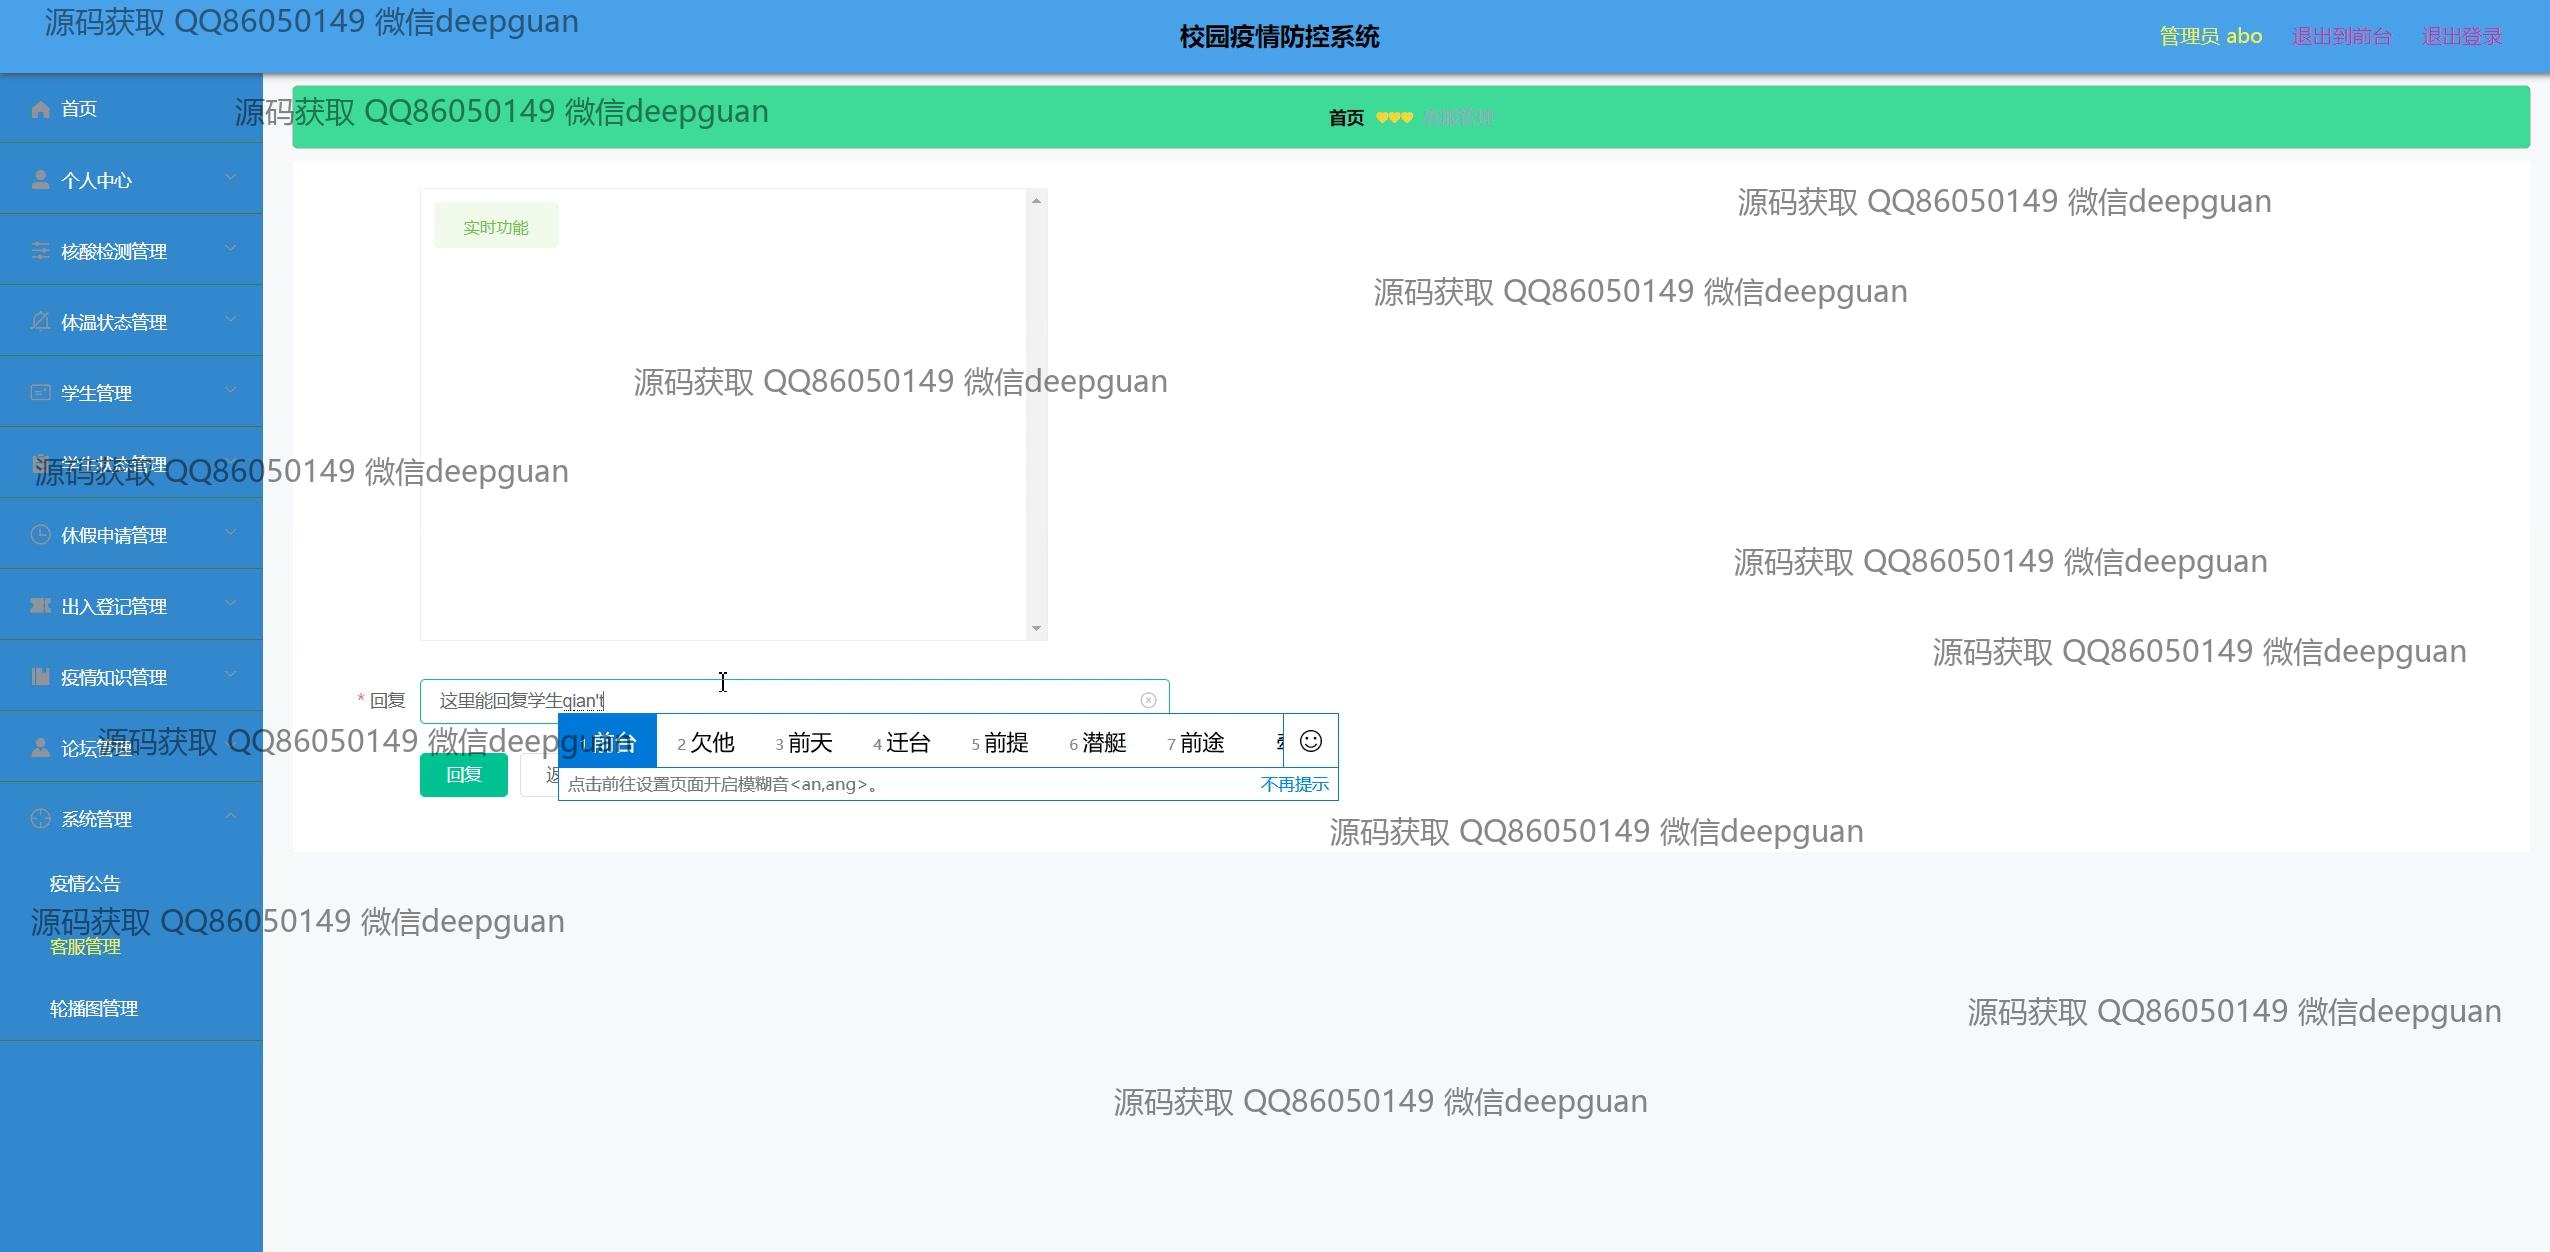 源码获取 QQ86050149 微信deepguan
校园疫情防控系统
管理员 abo 退出到前台 退出登录
首页
源码获取 QQ86050149 微信deepguan
首页 客服管理
个人中心
实时功能
源码获取 QQ86050149 微信deepguan
核酸检测管理
源码获取 QQ86050149 微信deepguan
体温状态管理
源码获取 QQ86050149 微信deepguan
学生管理
学生状态管理
源码获取 QQ86050149 微信deepguan
休假申请管理
源码获取 QQ86050149 微信deepguan
出入登记管理
源码获取 QQ86050149 微信deepguan
疫情知识管理
* 回复 这里能回复学生qian't
论坛管理
源码获取 QQ86050149 微信deepguan
1 前台 2 欠他 3 前天 4 迁台 5 前提 6 潜艇 7 前途
回复
点击前往设置页面开启模糊音<an,ang>。 不再提示
系统管理
源码获取 QQ86050149 微信deepguan
疫情公告
源码获取 QQ86050149 微信deepguan
客服管理
轮播图管理
源码获取 QQ86050149 微信deepguan
源码获取 QQ86050149 微信deepguan